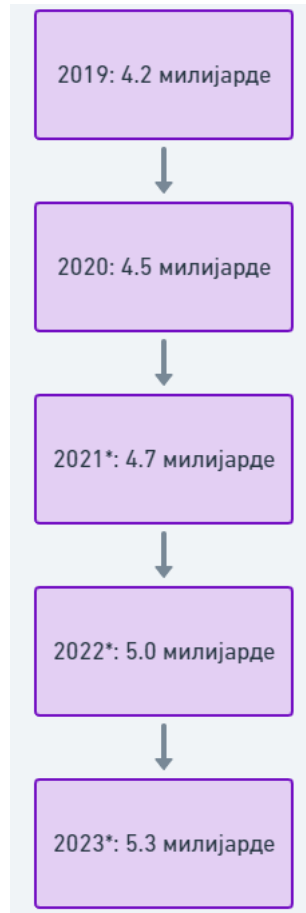 2019: 4.2 милијарде
2020: 4.5 милијарде
2021*: 4.7 милијарде
2022*: 5.0 милијарде
2023*: 5.3 милијарде